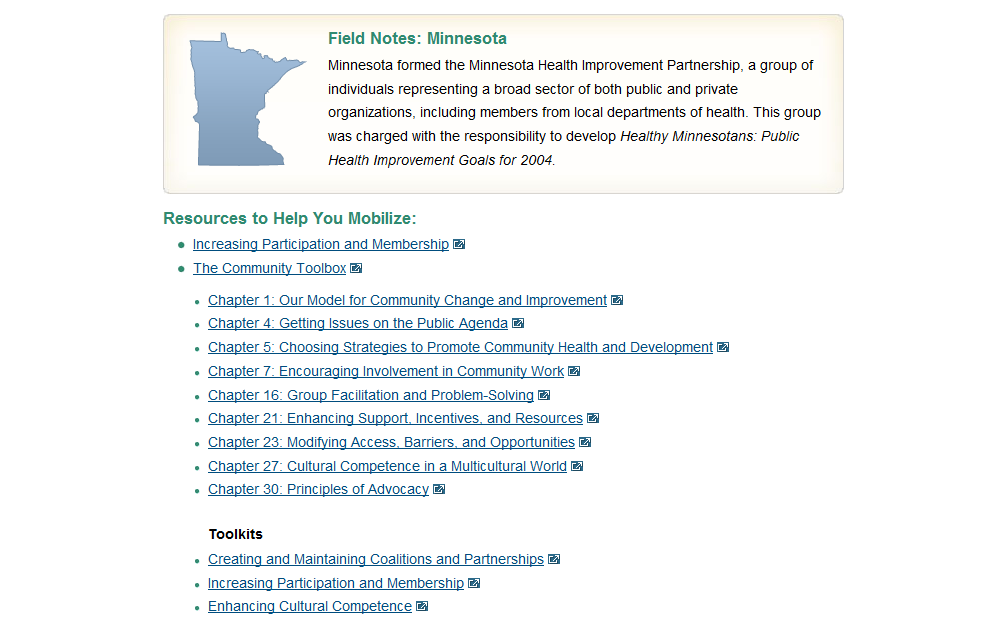 Field Notes: Minnesota
Minnesota formed the Minnesota Health Improvement Partnership, a group of
individuals representing a broad sector of both public and private
organizations, including members from local departments of health. This group
was charged with the responsibility to develop Healthy Minnesotans: Public
Health Improvement Goals for 2004.
Resources to Help You Mobilize:
Increasing Participation and Membership
The Community Toolbox
Chapter 1: Our Model for Community Change and Improvement
Chapter 4: Getting Issues on the Public Agenda
Chapter 5: Choosing Strategies to Promote Community Health and Development
Chapter 7: Encouraging Involvement in Community Work
Chapter 16: Group Facilitation and Problem-Solving
Chapter 21: Enhancing Support, Incentives, and Resources
Chapter 23: Modifying Access, Barriers, and Opportunities
Chapter 27: Cultural Competence in a Multicultural World
Chapter 30: Principles of Advocacy
Toolkits
Creating and Maintaining Coalitions and Partnerships
Increasing Participation and Membership
Enhancing Cultural Competence